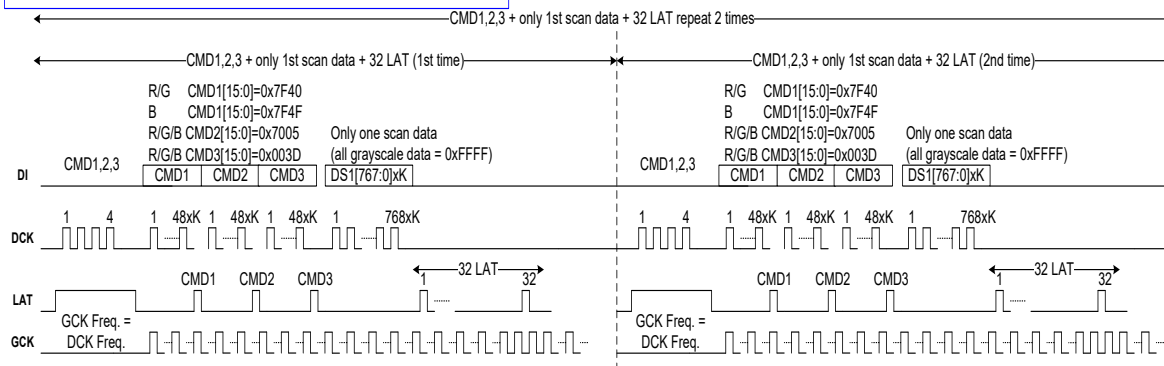 CMD1,2,3 + only 1st scan data + 32 LAT repeat 2 times
CMD1,2,3 + only 1st scan data + 32 LAT (1st time)
CMD1,2,3 + only 1st scan data + 32 LAT (2nd time)
R/G CMD1[15:0]=0x7F40
B CMD1[15:0]=0x7F4F
R/G/B CMD2[15:0]=0x7005
R/G/B CMD3[15:0]=0x003D
Only one scan data
(all grayscale data = 0xFFFF)
R/G CMD1[15:0]=0x7F40
B CMD1[15:0]=0x7F4F
R/G/B CMD2[15:0]=0x7005
R/G/B CMD3[15:0]=0x003D
Only one scan data
(all grayscale data = 0xFFFF)
DI CMD1,2,3 CMD1 CMD2 CMD3 DS1[767:0]xK CMD1,2,3 CMD1 CMD2 CMD3 DS1[767:0]xK
1 4 1 48xK 1 48xK 1 48xK 1 768xK 1 4 1 48xK 1 48xK 1 48xK 1 768xK
DCK
32 LAT 32 LAT
CMD1 CMD2 CMD3 1 32 CMD1 CMD2 CMD3 1 32
LAT
GCK Freq. =
DCK Freq.
GCK Freq. =
DCK Freq.
GCK